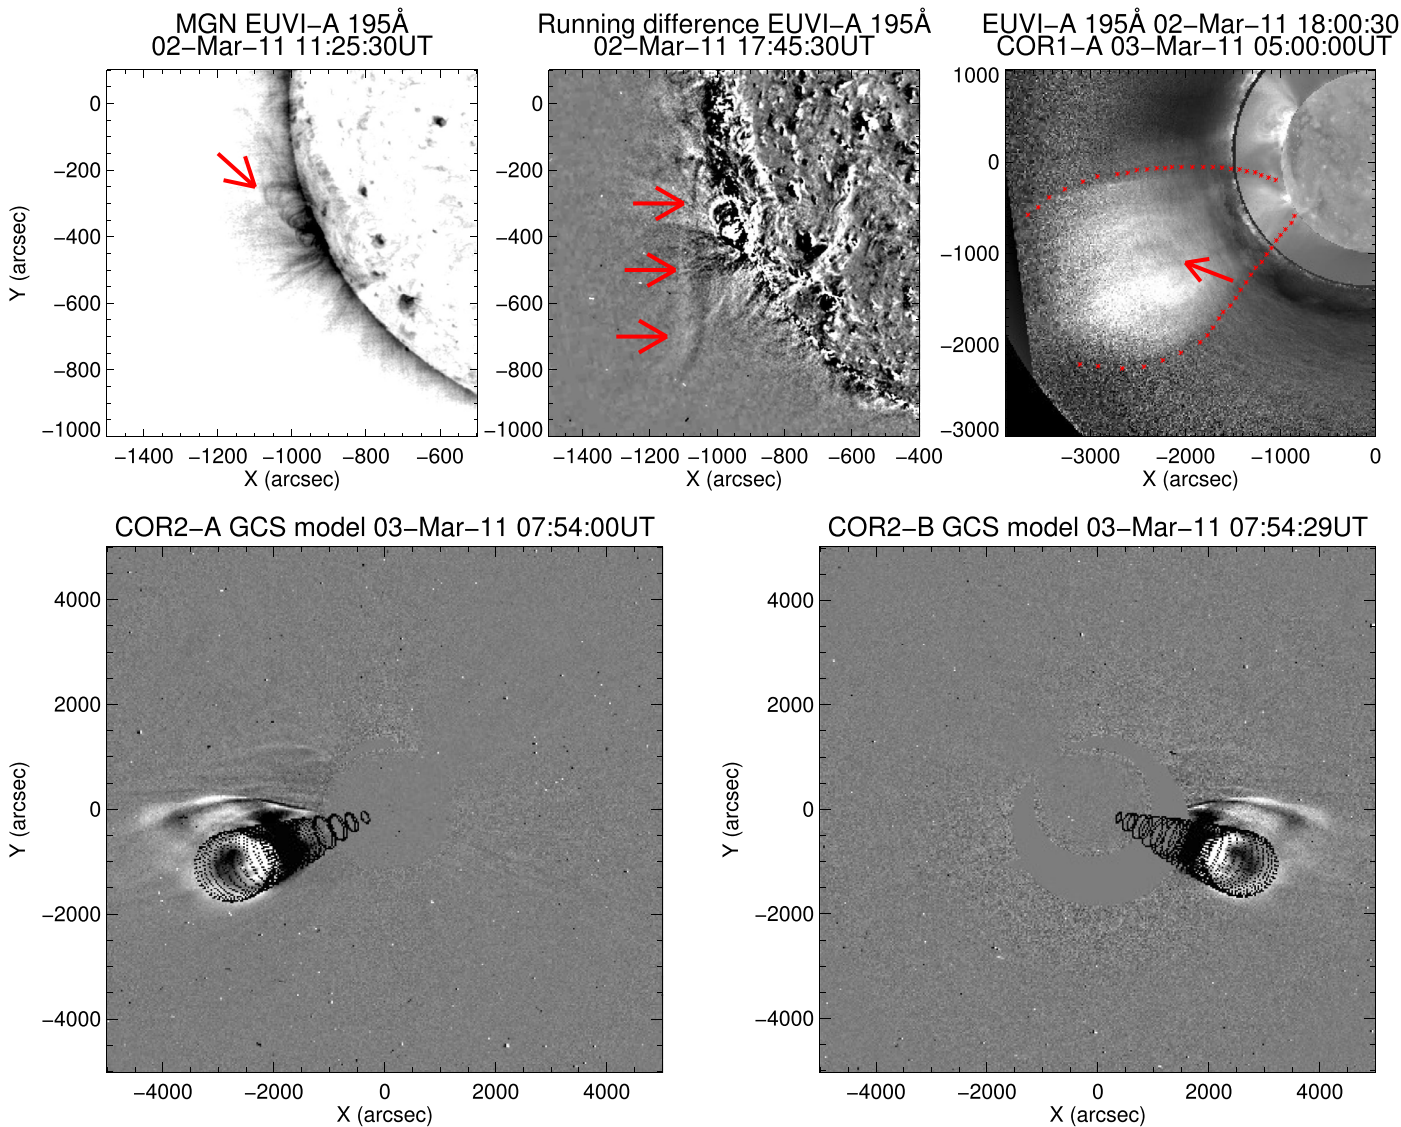 MGN EUVI−A 195Å
02−Mar−11 11:25:30UT
Running difference EUVI−A 195Å
02−Mar−11 17:45:30UT
EUVI−A 195Å 02−Mar−11 18:00:30
COR1−A 03−Mar−11 05:00:00UT
Y (arcsec)
0
−200
−400
−600
−800
−1000
−1400 −1200 −1000 −800 −600
X (arcsec)
0
−200
−400
−600
−800
−1000
−1400 −1200 −1000 −800 −600 −400
X (arcsec)
1000
0
−1000
−2000
−3000
−3000 −2000 −1000 0
X (arcsec)
COR2−A GCS model 03−Mar−11 07:54:00UT
Y (arcsec)
4000
2000
0
−2000
−4000
−4000 −2000 0 2000 4000
X (arcsec)
COR2−B GCS model 03−Mar−11 07:54:29UT
Y (arcsec)
4000
2000
0
−2000
−4000
−4000 −2000 0 2000 4000
X (arcsec)